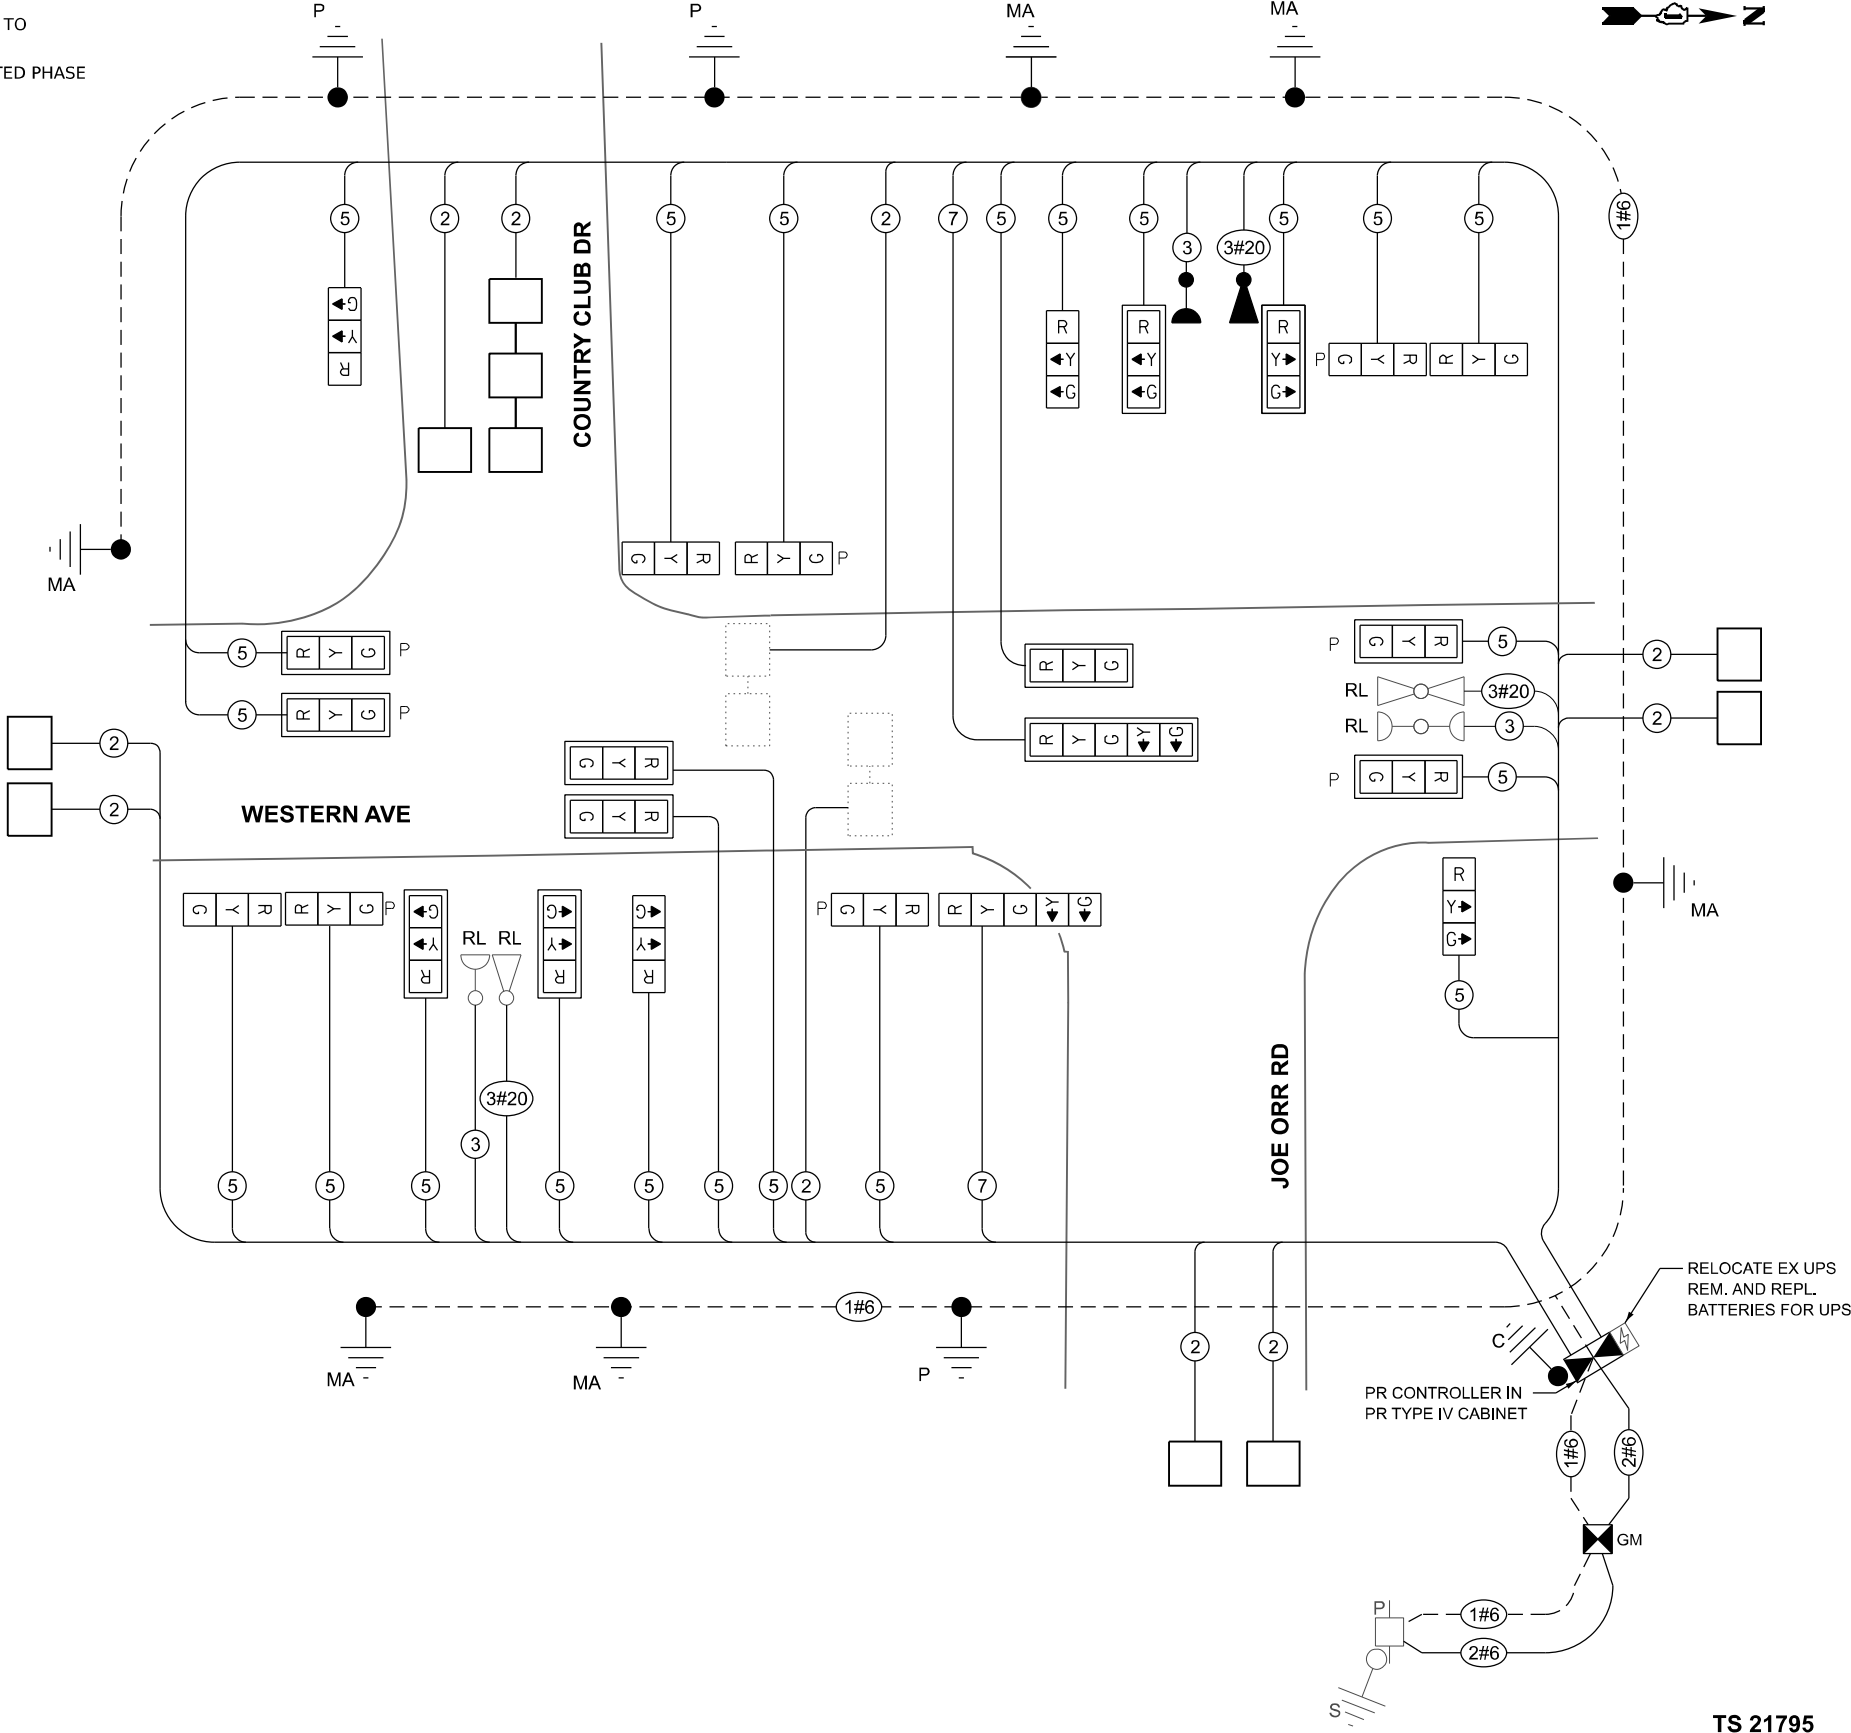 TO
TED PHASE
P
P
MA
MA
N
1#6
5
2
2
5
5
2
7
5
5
5
3
3#20
5
5
5
COUNTRY CLUB DR
G
Y
R
R
Y
G
R
Y
G
R
Y
G
P
G Y R
R Y G
G Y R
R Y G
P
MA
5
R Y G
P
5
R Y G
P
R Y G
R Y G Y G
P
G Y R
5
RL
3#20
RL
3
P
G Y R
5
2
2
2
2
WESTERN AVE
G Y R
G Y R
G Y R
R Y G
P
G
Y
R
RL
RL
G
Y
R
G
Y
R
P
G Y R
R Y G Y G
R
Y
G
5
MA
3#20
3
JOE ORR RD
5
5
5
5
5
5
5
2
5
7
1#6
MA
MA
P
2
2
RELOCATE EX UPS
REM. AND REPL.
BATTERIES FOR UPS
C
PR CONTROLLER IN
PR TYPE IV CABINET
1#6
2#6
GM
P
1#6
2#6
S
TS 21795